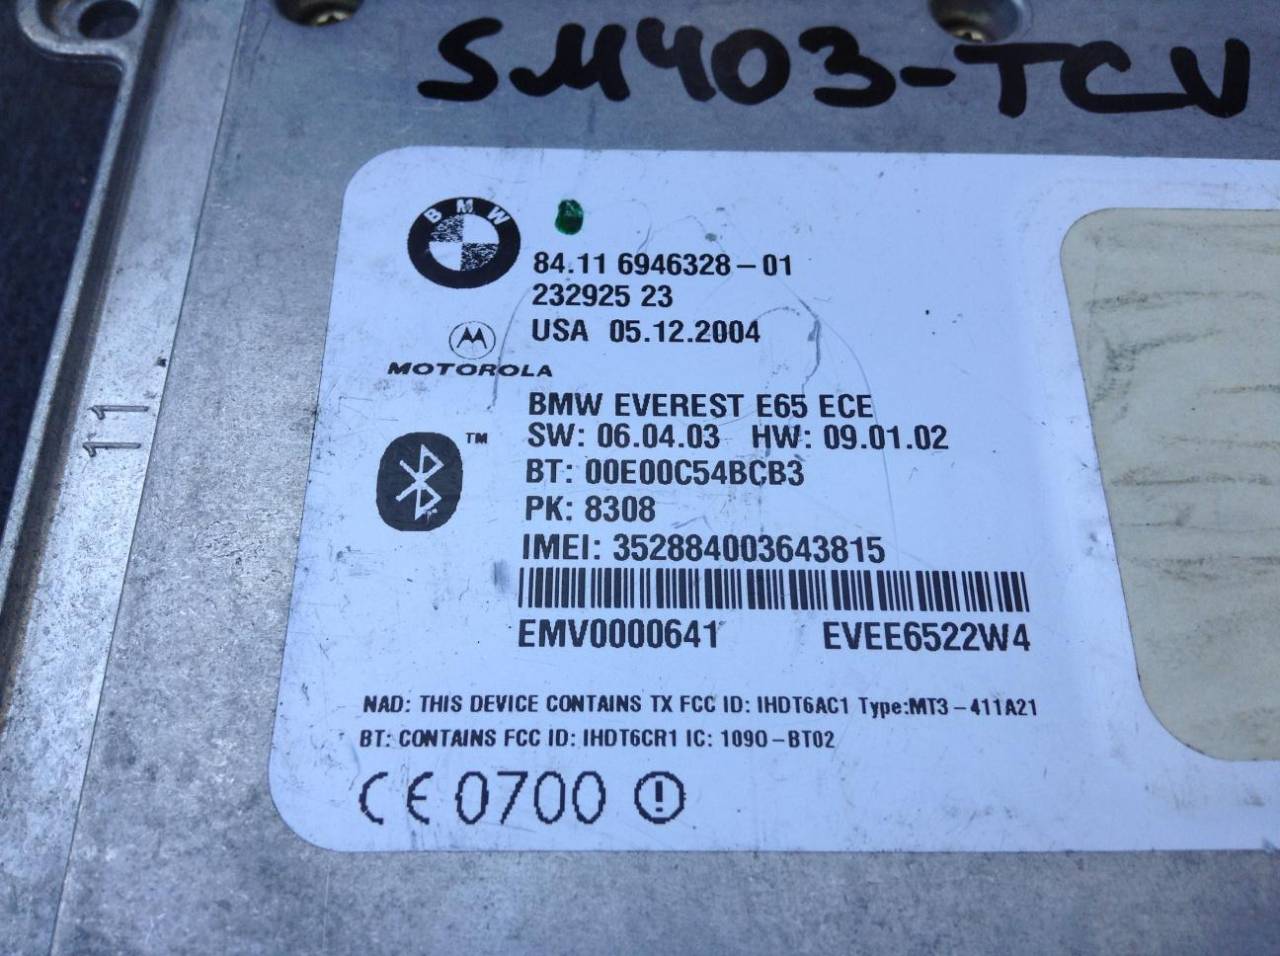 SM403-TCV
BMW
84.11 6946328-01
232925 23
USA 05.12.2004
MOTOROLA
BMW EVEREST E65 ECE
SW: 06.04.03 HW: 09.01.02
TM
BT: 00E00C54BCB3
PK: 8308
IMEI: 352884003643815
EMV0000641 EVEE6522W4
NAD: THIS DEVICE CONTAINS TX FCC ID: IHDT6AC1 Type:MT3-411A21
BT: CONTAINS FCC ID: IHDT6CR1 IC: 1090-BT02
CE 0700
11